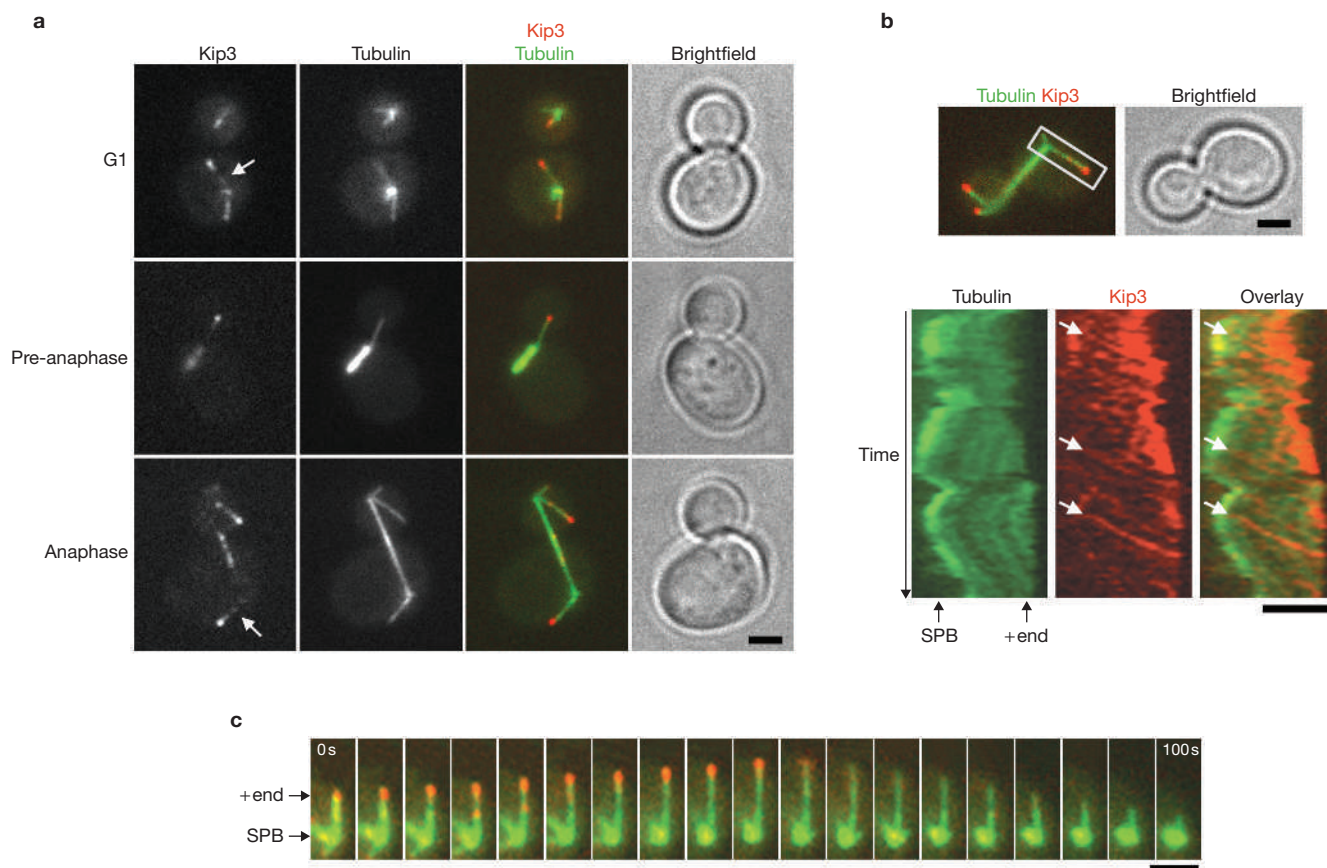 a
Kip3
Tubulin
Kip3
Tubulin
Brightfield
G1
Pre-anaphase
Anaphase
b
Tubulin Kip3
Brightfield
Tubulin
Kip3
Overlay
Time
SPB
+end
c
0 s
100 s
+end
SPB